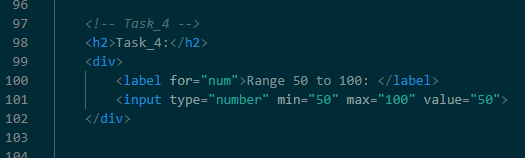 96
97 <!-- Task_4 -->
98 <h2>Task_4:</h2>
99 <div>
100 <label for="num">Range 50 to 100: </label>
101 <input type="number" min="50" max="100" value="50">
102 </div>
103
104